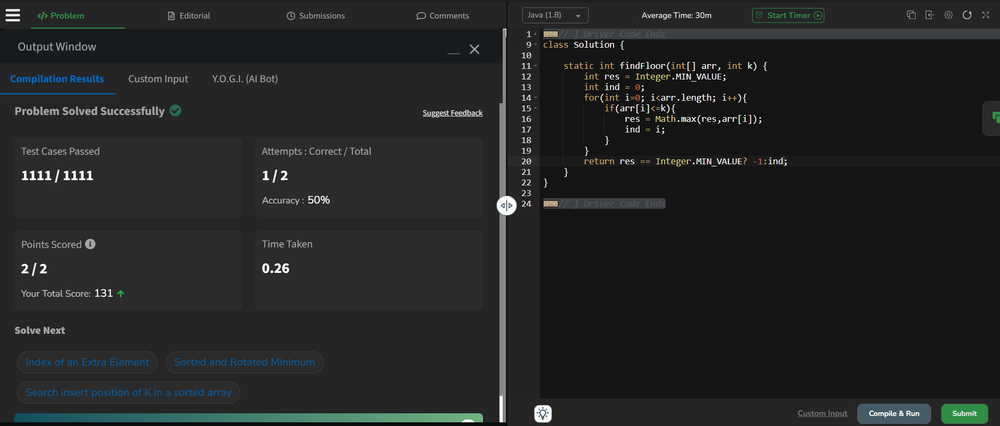 </> Problem
Editorial
Submissions
Comments
Output Window
Compilation Results
Custom Input
Y.O.G.I. (AI Bot)
Problem Solved Successfully
Suggest Feedback
Test Cases Passed
1111 / 1111
Attempts : Correct / Total
1 / 2
Accuracy : 50%
Points Scored
2 / 2
Your Total Score: 131
Time Taken
0.26
Solve Next
Index of an Extra Element
Sorted and Rotated Minimum
Search insert position of K in a sorted array
Java (1.8)
Average Time: 30m
Start Timer
1 // } Driver Code Ends
9 class Solution {
10
11 static int findFloor(int[] arr, int k) {
12 int res = Integer.MIN_VALUE;
13 int ind = 0;
14 for(int i=0; i<arr.length; i++){
15 if(arr[i]<=k){
16 res = Math.max(res,arr[i]);
17 ind = i;
18 }
19 }
20 return res == Integer.MIN_VALUE? -1:ind;
21 }
22 }
23
24 // } Driver Code Ends
Custom Input
Compile & Run
Submit